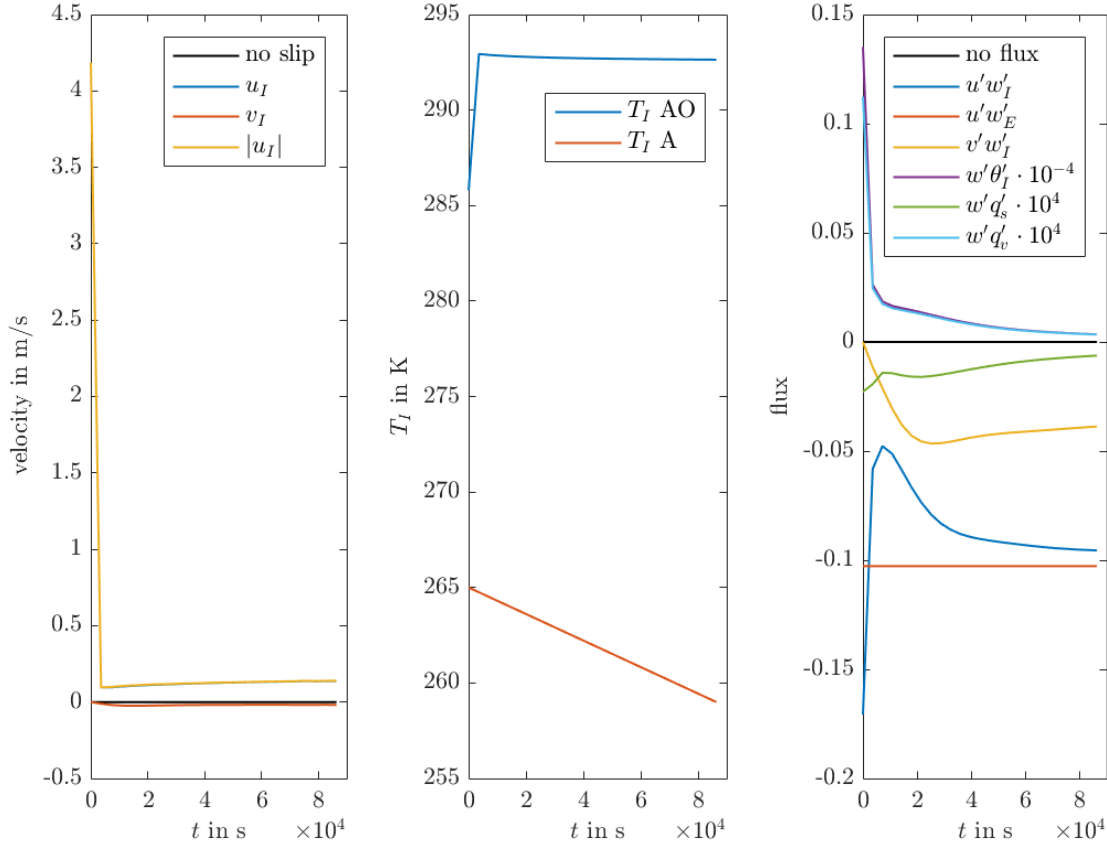 4.5
4
3.5
3
2.5
2
1.5
1
0.5
0
-0.5
velocity in m/s
no slip
u_I
v_I
|u_I|
0 2 4 6 8
t in s ×10^4
295
290
285
280
275
270
265
260
255
T_I in K
T_I AO
T_I A
0 2 4 6 8
t in s ×10^4
0.15
0.1
0.05
0
-0.05
-0.1
-0.15
-0.2
flux
no flux
u'w'_I
u'w'_E
v'w'_I
w'θ'_I · 10^-4
w'q'_s · 10^4
w'q'_v · 10^4
0 2 4 6 8
t in s ×10^4